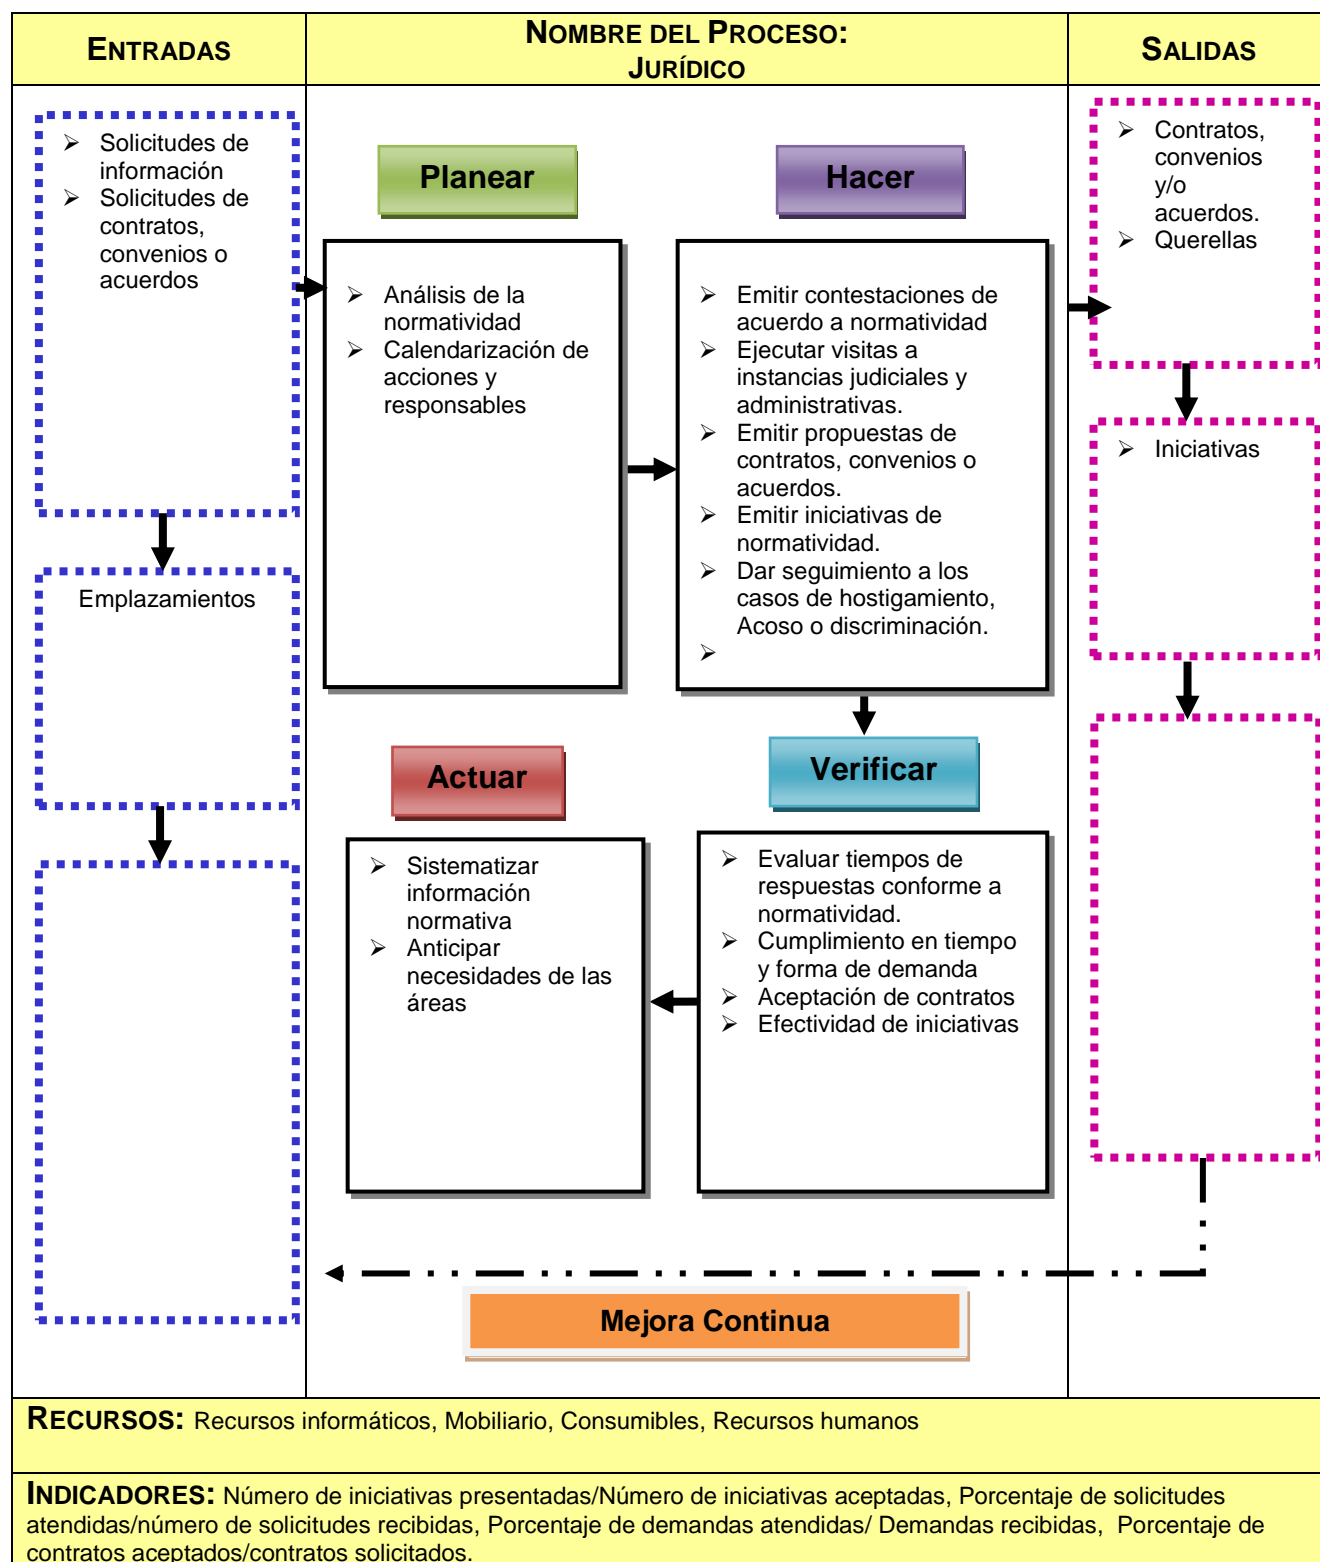 ENTRADAS
NOMBRE DEL PROCESO:
JURÍDICO
SALIDAS
➢ Solicitudes de
información
➢ Solicitudes de
contratos,
convenios o
acuerdos
Emplazamientos
Planear
➢ Análisis de la
normatividad
➢ Calendarización de
acciones y
responsables
Hacer
➢ Emitir contestaciones de
acuerdo a normatividad
➢ Ejecutar visitas a
instancias judiciales y
administrativas.
➢ Emitir propuestas de
contratos, convenios o
acuerdos.
➢ Emitir iniciativas de
normatividad.
➢ Dar seguimiento a los
casos de hostigamiento,
Acoso o discriminación.
➢
Actuar
➢ Sistematizar
información
normativa
➢ Anticipar
necesidades de las
áreas
Verificar
➢ Evaluar tiempos de
respuestas conforme a
normatividad.
➢ Cumplimiento en tiempo
y forma de demanda
➢ Aceptación de contratos
➢ Efectividad de iniciativas
➢ Contratos,
convenios
y/o
acuerdos.
➢ Querellas
➢ Iniciativas
Mejora Continua
RECURSOS: Recursos informáticos, Mobiliario, Consumibles, Recursos humanos
INDICADORES: Número de iniciativas presentadas/Número de iniciativas aceptadas, Porcentaje de solicitudes
atendidas/número de solicitudes recibidas, Porcentaje de demandas atendidas/ Demandas recibidas, Porcentaje de
contratos aceptados/contratos solicitados.